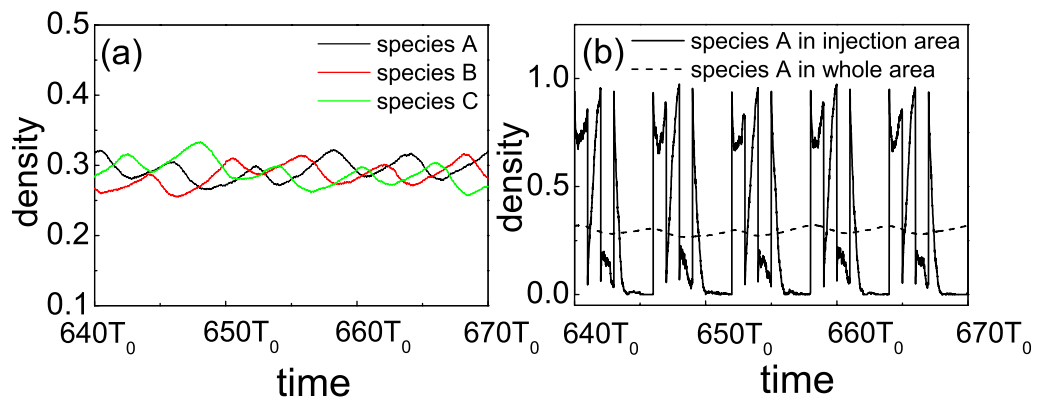 (a)
species A
species B
species C
0.5
0.4
0.3
0.2
0.1
density
640T0
650T0
660T0
670T0
time
(b)
species A in injection area
species A in whole area
1.0
0.5
0.0
density
640T0
650T0
660T0
670T0
time